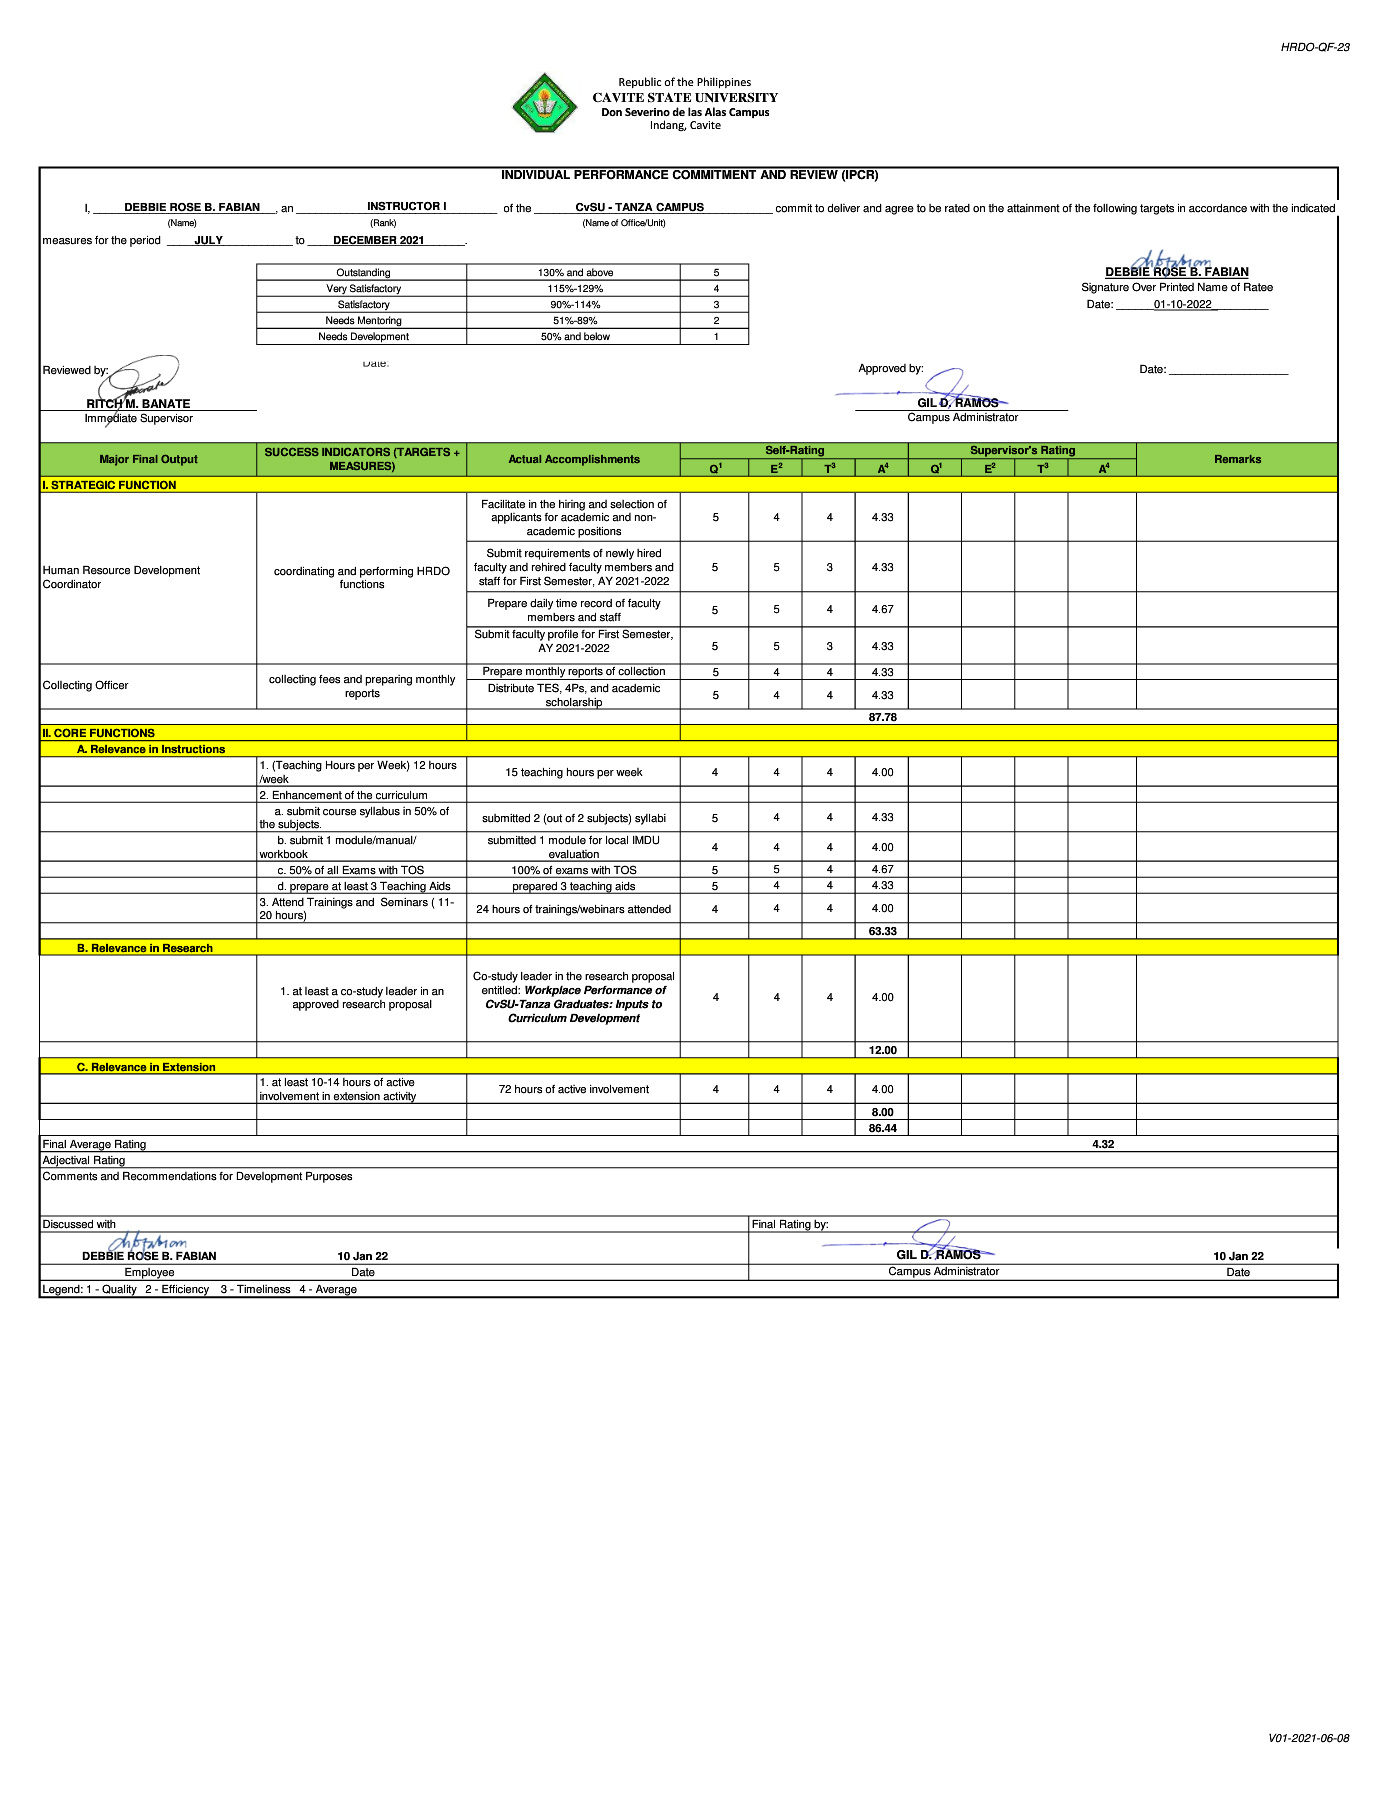 HRDO-QF-23
Republic of the Philippines
CAVITE STATE UNIVERSITY
Don Severino de las Alas Campus
Indang, Cavite
INDIVIDUAL PERFORMANCE COMMITMENT AND REVIEW (IPCR)
I, DEBBIE ROSE B. FABIAN, an INSTRUCTOR I of the CvSU - TANZA CAMPUS commit to deliver and agree to be rated on the attainment of the following targets in accordance with the indicated
(Name) (Rank) (Name of Office/Unit)
measures for the period JULY to DECEMBER 2021.
Outstanding 130% and above 5
Very Satisfactory 115%-129% 4
Satisfactory 90%-114% 3
Needs Mentoring 51%-89% 2
Needs Development 50% and below 1
DEBBIE ROSE B. FABIAN
Signature Over Printed Name of Ratee
Date: 01-10-2022
Reviewed by: Date: Approved by: Date:
RITCH M. BANATE GIL D. RAMOS
Immediate Supervisor Campus Administrator
Major Final Output
SUCCESS INDICATORS (TARGETS +
MEASURES)
Actual Accomplishments
Self-Rating Supervisor's Rating Remarks
Q1 E2 T3 A4 Q1 E2 T3 A4
I. STRATEGIC FUNCTION
Human Resource Development
Coordinator
coordinating and performing HRDO
functions
Facilitate in the hiring and selection of
applicants for academic and non-
academic positions
5 4 4 4.33
Submit requirements of newly hired
faculty and rehired faculty members and
staff for First Semester, AY 2021-2022
5 5 3 4.33
Prepare daily time record of faculty
members and staff
5 5 4 4.67
Submit faculty profile for First Semester,
AY 2021-2022
5 5 3 4.33
Collecting Officer
collecting fees and preparing monthly
reports
Prepare monthly reports of collection 5 4 4 4.33
Distribute TES, 4Ps, and academic
scholarship
5 4 4 4.33
87.78
II. CORE FUNCTIONS
A. Relevance in Instructions
1. (Teaching Hours per Week) 12 hours
/week
15 teaching hours per week 4 4 4 4.00
2. Enhancement of the curriculum
a. submit course syllabus in 50% of
the subjects.
submitted 2 (out of 2 subjects) syllabi 5 4 4 4.33
b. submit 1 module/manual/
workbook
submitted 1 module for local IMDU
evaluation
4 4 4 4.00
c. 50% of all Exams with TOS 100% of exams with TOS 5 5 4 4.67
d. prepare at least 3 Teaching Aids prepared 3 teaching aids 5 4 4 4.33
3. Attend Trainings and Seminars ( 11-
20 hours)
24 hours of trainings/webinars attended 4 4 4 4.00
63.33
B. Relevance in Research
1. at least a co-study leader in an
approved research proposal
Co-study leader in the research proposal
entitled: Workplace Performance of
CvSU-Tanza Graduates: Inputs to
Curriculum Development
4 4 4 4.00
12.00
C. Relevance in Extension
1. at least 10-14 hours of active
involvement in extension activity
72 hours of active involvement 4 4 4 4.00
8.00
86.44
Final Average Rating 4.32
Adjectival Rating
Comments and Recommendations for Development Purposes
Discussed with Final Rating by:
DEBBIE ROSE B. FABIAN 10 Jan 22 GIL D. RAMOS 10 Jan 22
Employee Date Campus Administrator Date
Legend: 1 - Quality 2 - Efficiency 3 - Timeliness 4 - Average
V01-2021-06-08